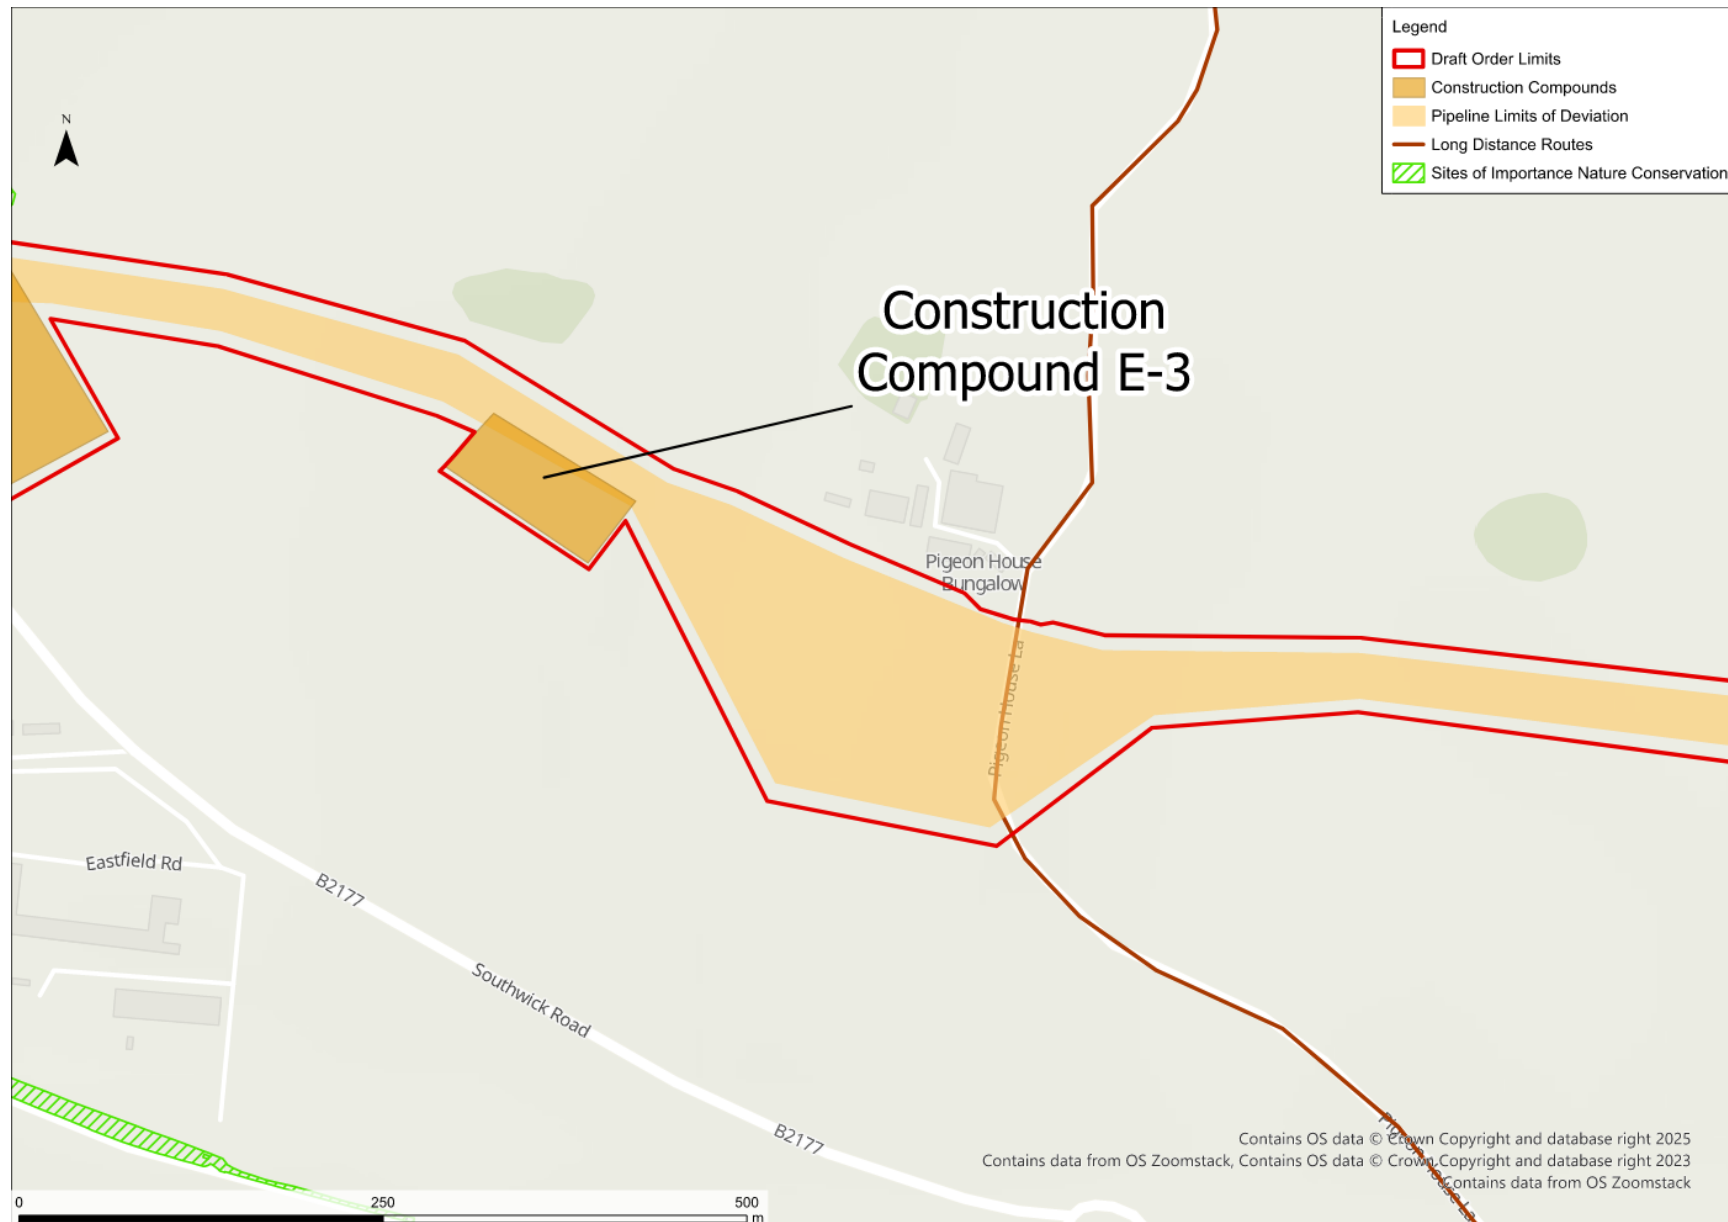 Legend
Draft Order Limits
Construction Compounds
Pipeline Limits of Deviation
Long Distance Routes
Sites of Importance Nature Conservation
N
Construction
Compound E-3
Pigeon House
Bungalow
Pigeon House La
Eastfield Rd
B2177
Southwick Road
B2177
Pigeon House La
Contains OS data © Crown Copyright and database right 2025
Contains data from OS Zoomstack, Contains OS data © Crown Copyright and database right 2023
Contains data from OS Zoomstack
0 250 500
m